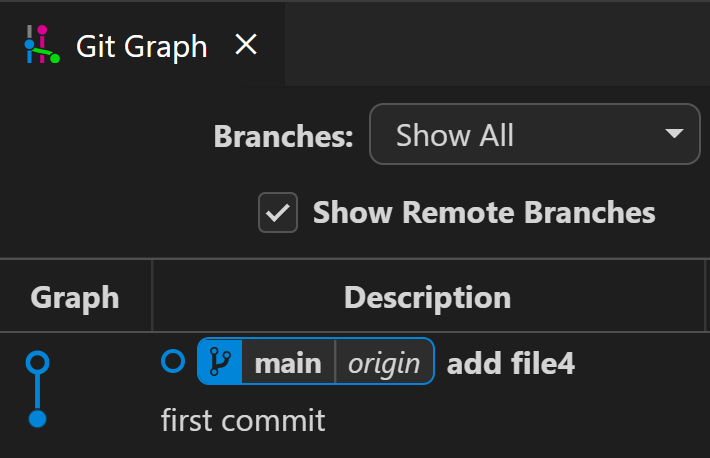 Git Graph
Branches: Show All
Show Remote Branches
Graph Description
main origin add file4
first commit